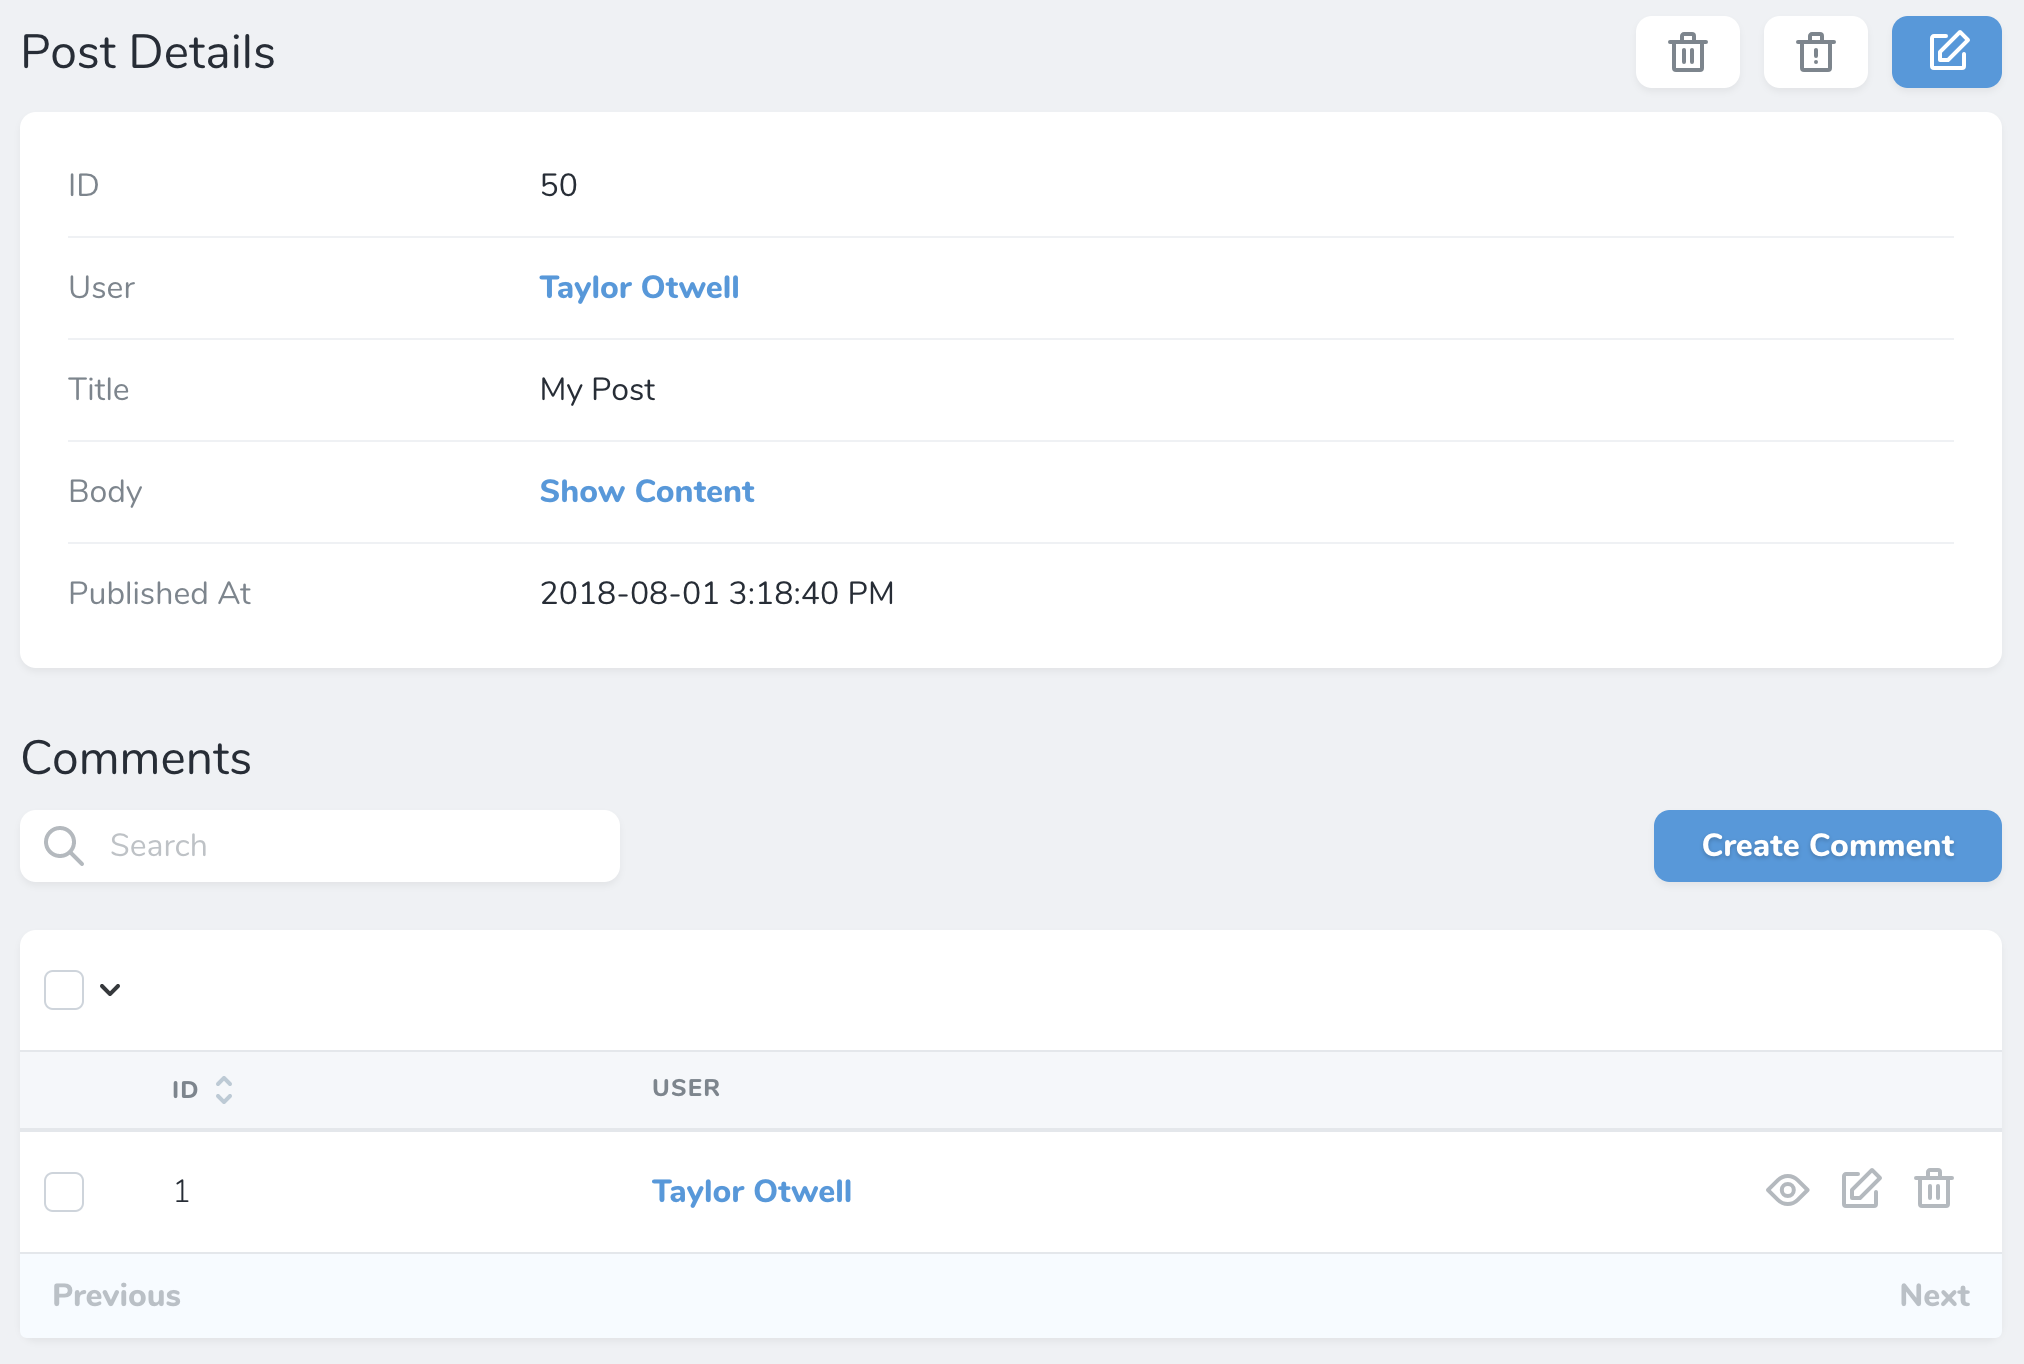 Post Details
ID 50
User Taylor Otwell
Title My Post
Body Show Content
Published At 2018-08-01 3:18:40 PM
Comments
Search Create Comment
ID USER
1 Taylor Otwell
Previous Next